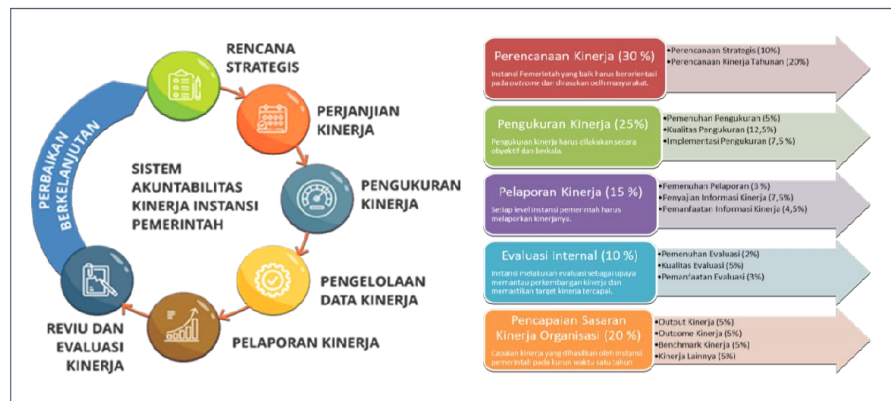 RENCANA
STRATEGIS
PERJANJIAN
KINERJA
PENGUKURAN
KINERJA
PENGELOLAAN
DATA KINERJA
PELAPORAN KINERJA
REVIU DAN
EVALUASI
KINERJA
PERBAIKAN
BERKELANJUTAN
SISTEM
AKUNTABILITAS
KINERJA INSTANSI
PEMERINTAH
Perencanaan Kinerja (30 %)
Instansi Pemerintah yang baik harus berorientasi
pada outcome dan dirasakan oelh masyarakat.
•Perencanaan Strategis (10%)
•Perencanaan Kinerja Tahunan (20%)
Pengukuran Kinerja (25%)
Pengukuran kinerja harus dilakukan secara
obyektif dan berkala.
•Pemenuhan Pengukuran (5%)
•Kualitas Pengukuran (12,5%)
•Implementasi Pengukuran (7,5 %)
Pelaporan Kinerja (15 %)
Setiap level instansi pemerintah harus
melaporkan kinerjanya.
•Pemenuhan Pelaporan (3 %)
•Penyajian Informasi Kinerja (7,5%)
•Pemanfaatan Informasi Kinerja (4,5%)
Evaluasi Internal (10 %)
Instansi melakukan evaluasi sebagai upaya
memantau perkembangan kinerja dan
memastikan target kinerja tercapai.
•Pemenuhan Evaluasi (2%)
•Kualitas Evaluasi (5%)
•Pemanfaatan Evaluasi (3%)
Pencapaian Sasaran
Kinerja Organisasi (20 %)
Capaian kinerja yang dihasilkan oleh instansi
pemerintah pada kurun waktu satu tahun
•Output Kinerja (5%)
•Outcome Kinerja (5%)
•Benchmark Kinerja (5%)
•Kinerja Lainnya (5%)